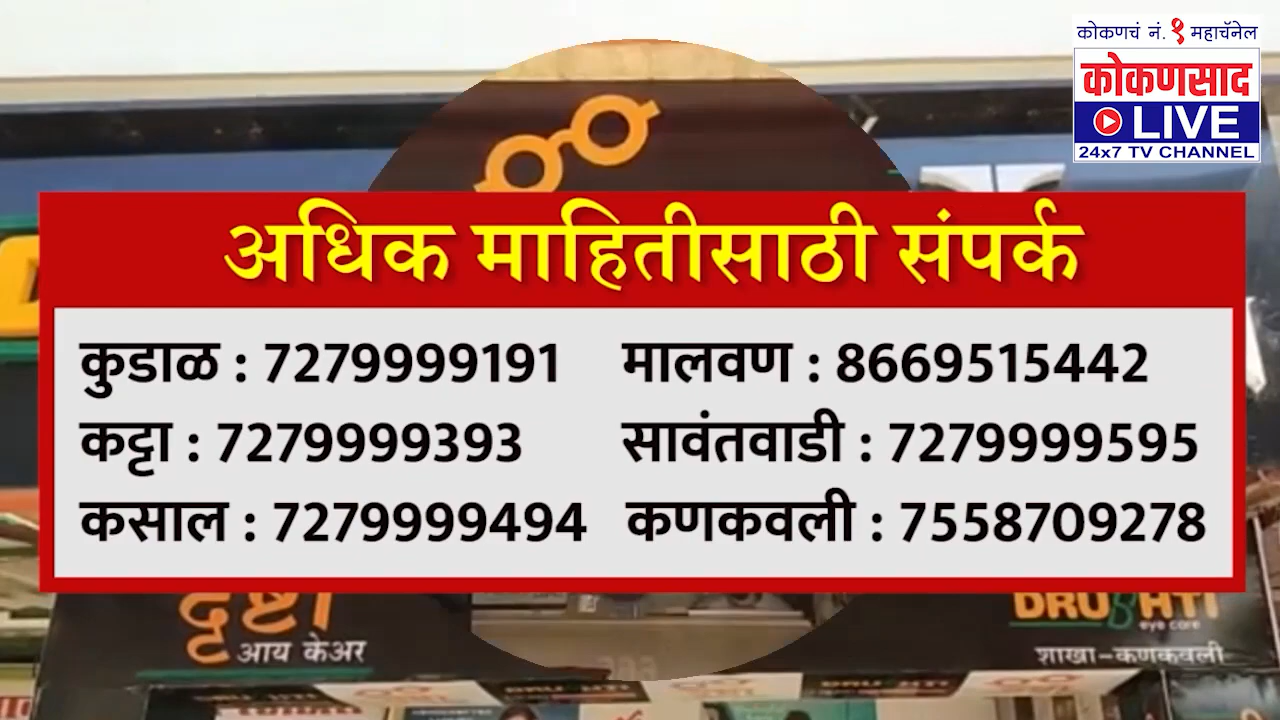 कोकणचं नं. १ महाचॅनेल
कोकणसाद
LIVE
24x7 TV CHANNEL
अधिक माहितीसाठी संपर्क
कुडाळ : 7279999191 मालवण : 8669515442
कट्टा : 7279999393 सावंतवाडी : 7279999595
कसाल : 7279999494 कणकवली : 7558709278
दृष्टी
आय केअर
DRUSHTI
eye care
शाखा-कणकवली